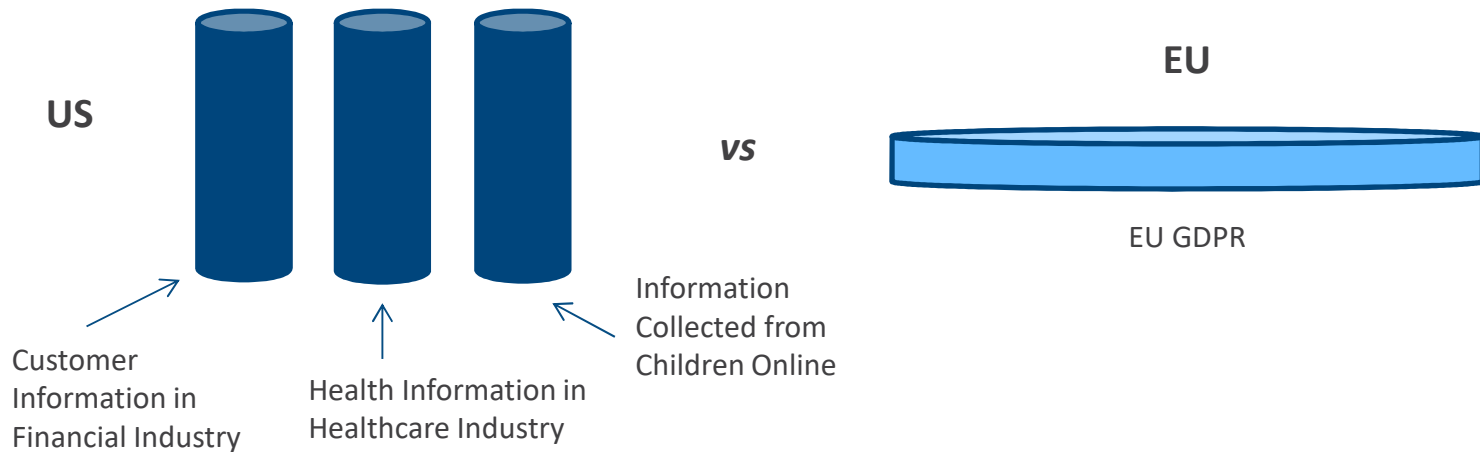 US
vs
EU
EU GDPR
Customer
Information in
Financial Industry
Health Information in
Healthcare Industry
Information
Collected from
Children Online